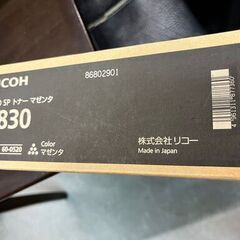 ICOH
86802901
SP トナー マゼンタ
830
60-0520
Color
マゼンタ
株式会社 リコー
Made in Japan